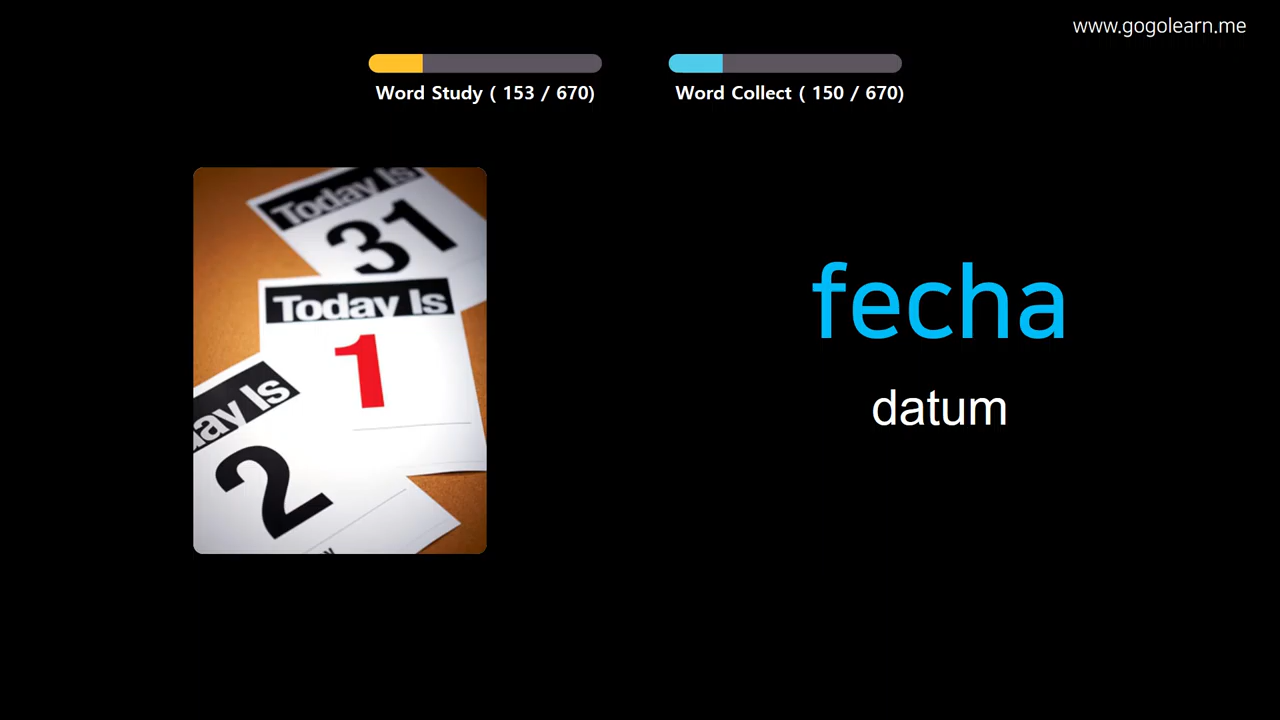 www.gogolearn.me
Word Study ( 153 / 670)
Word Collect ( 150 / 670)
Today Is
31
Today Is
1
day Is
2
fecha
datum